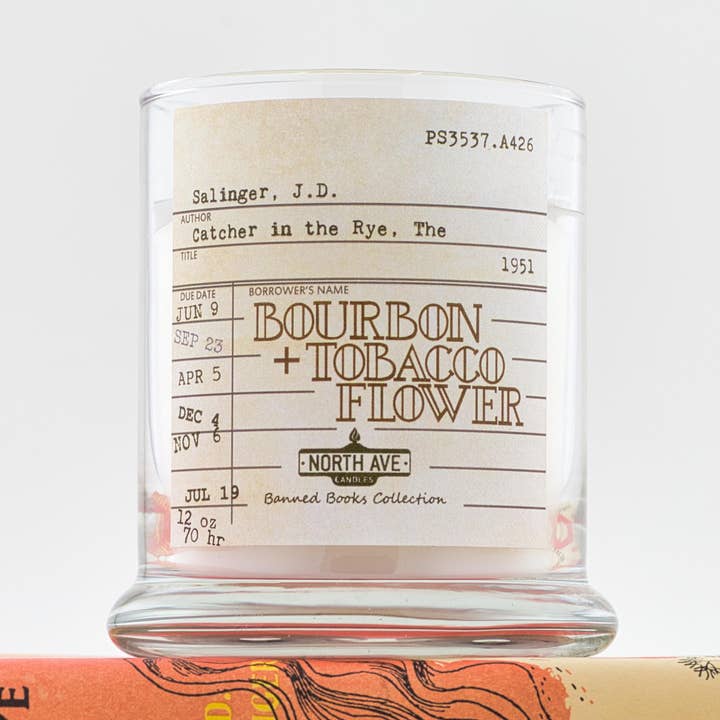 PS3537.A426
Salinger, J.D.
AUTHOR
Catcher in the Rye, The
TITLE
1951
DUE DATE
BORROWER'S NAME
JUN 9
SEP 23
APR 5
DEC 4
NOV 6
JUL 19
12 oz
70 hr
BOURBON
+ TOBACCO
FLOWER
NORTH AVE
CANDLES
Banned Books Collection